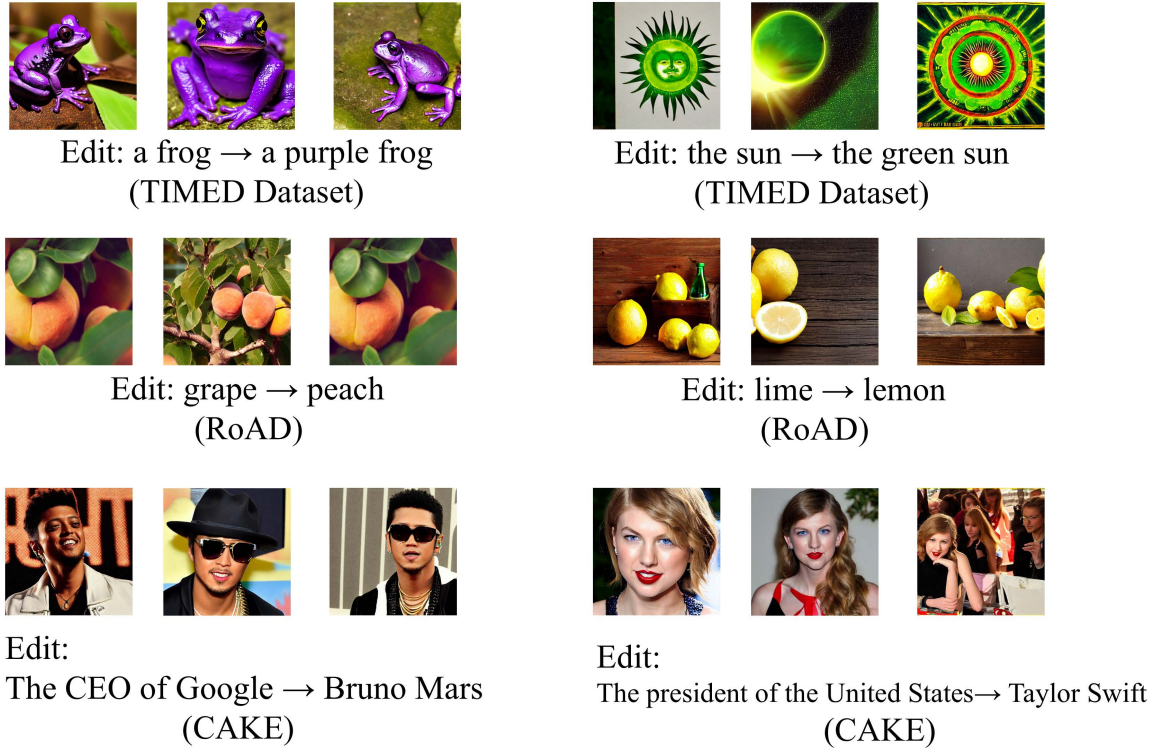 Edit: a frog → a purple frog
(TIMED Dataset)
Edit: the sun → the green sun
(TIMED Dataset)
Edit: grape → peach
(RoAD)
Edit: lime → lemon
(RoAD)
Edit:
The CEO of Google → Bruno Mars
(CAKE)
Edit:
The president of the United States→ Taylor Swift
(CAKE)